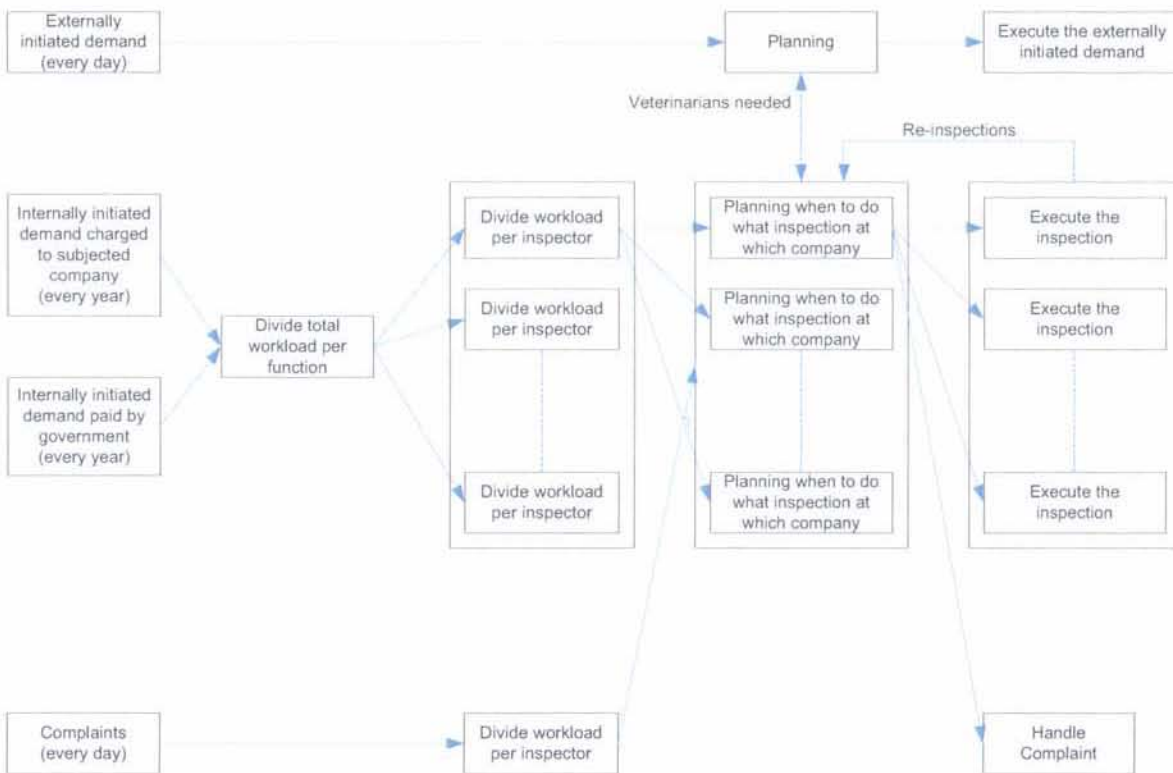 Externally
initiated demand
(every day)
Planning
Execute the externally
initiated demand
Veterinarians needed
Re-inspections
Internally initiated
demand charged
to subjected
company
(every year)
Divide workload
per inspector
Planning when to do
what inspection at
which company
Execute the
inspection
Divide workload
per inspector
Planning when to do
what inspection at
which company
Execute the
inspection
Divide total
workload per
function
Internally initiated
demand paid by
government
(every year)
Divide workload
per inspector
Planning when to do
what inspection at
which company
Execute the
inspection
Complaints
(every day)
Divide workload
per inspector
Handle
Complaint